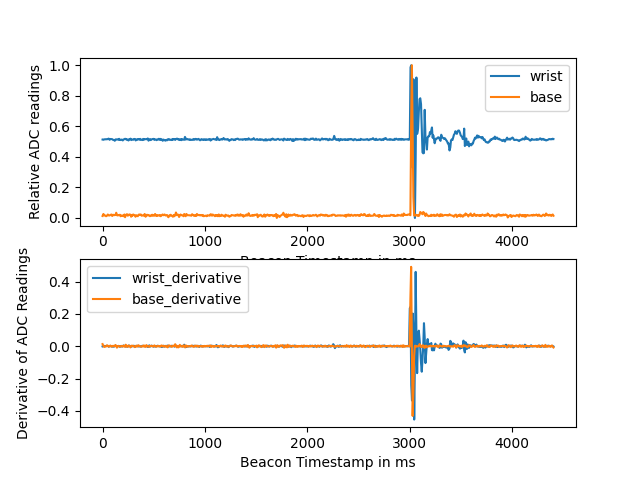 Relative ADC readings
1.0
0.8
0.6
0.4
0.2
0.0
wrist
base
0 1000 2000 3000 4000
Beacon Timestamp in ms
Derivative of ADC Readings
0.4
0.2
0.0
−0.2
−0.4
wrist_derivative
base_derivative
0 1000 2000 3000 4000
Beacon Timestamp in ms